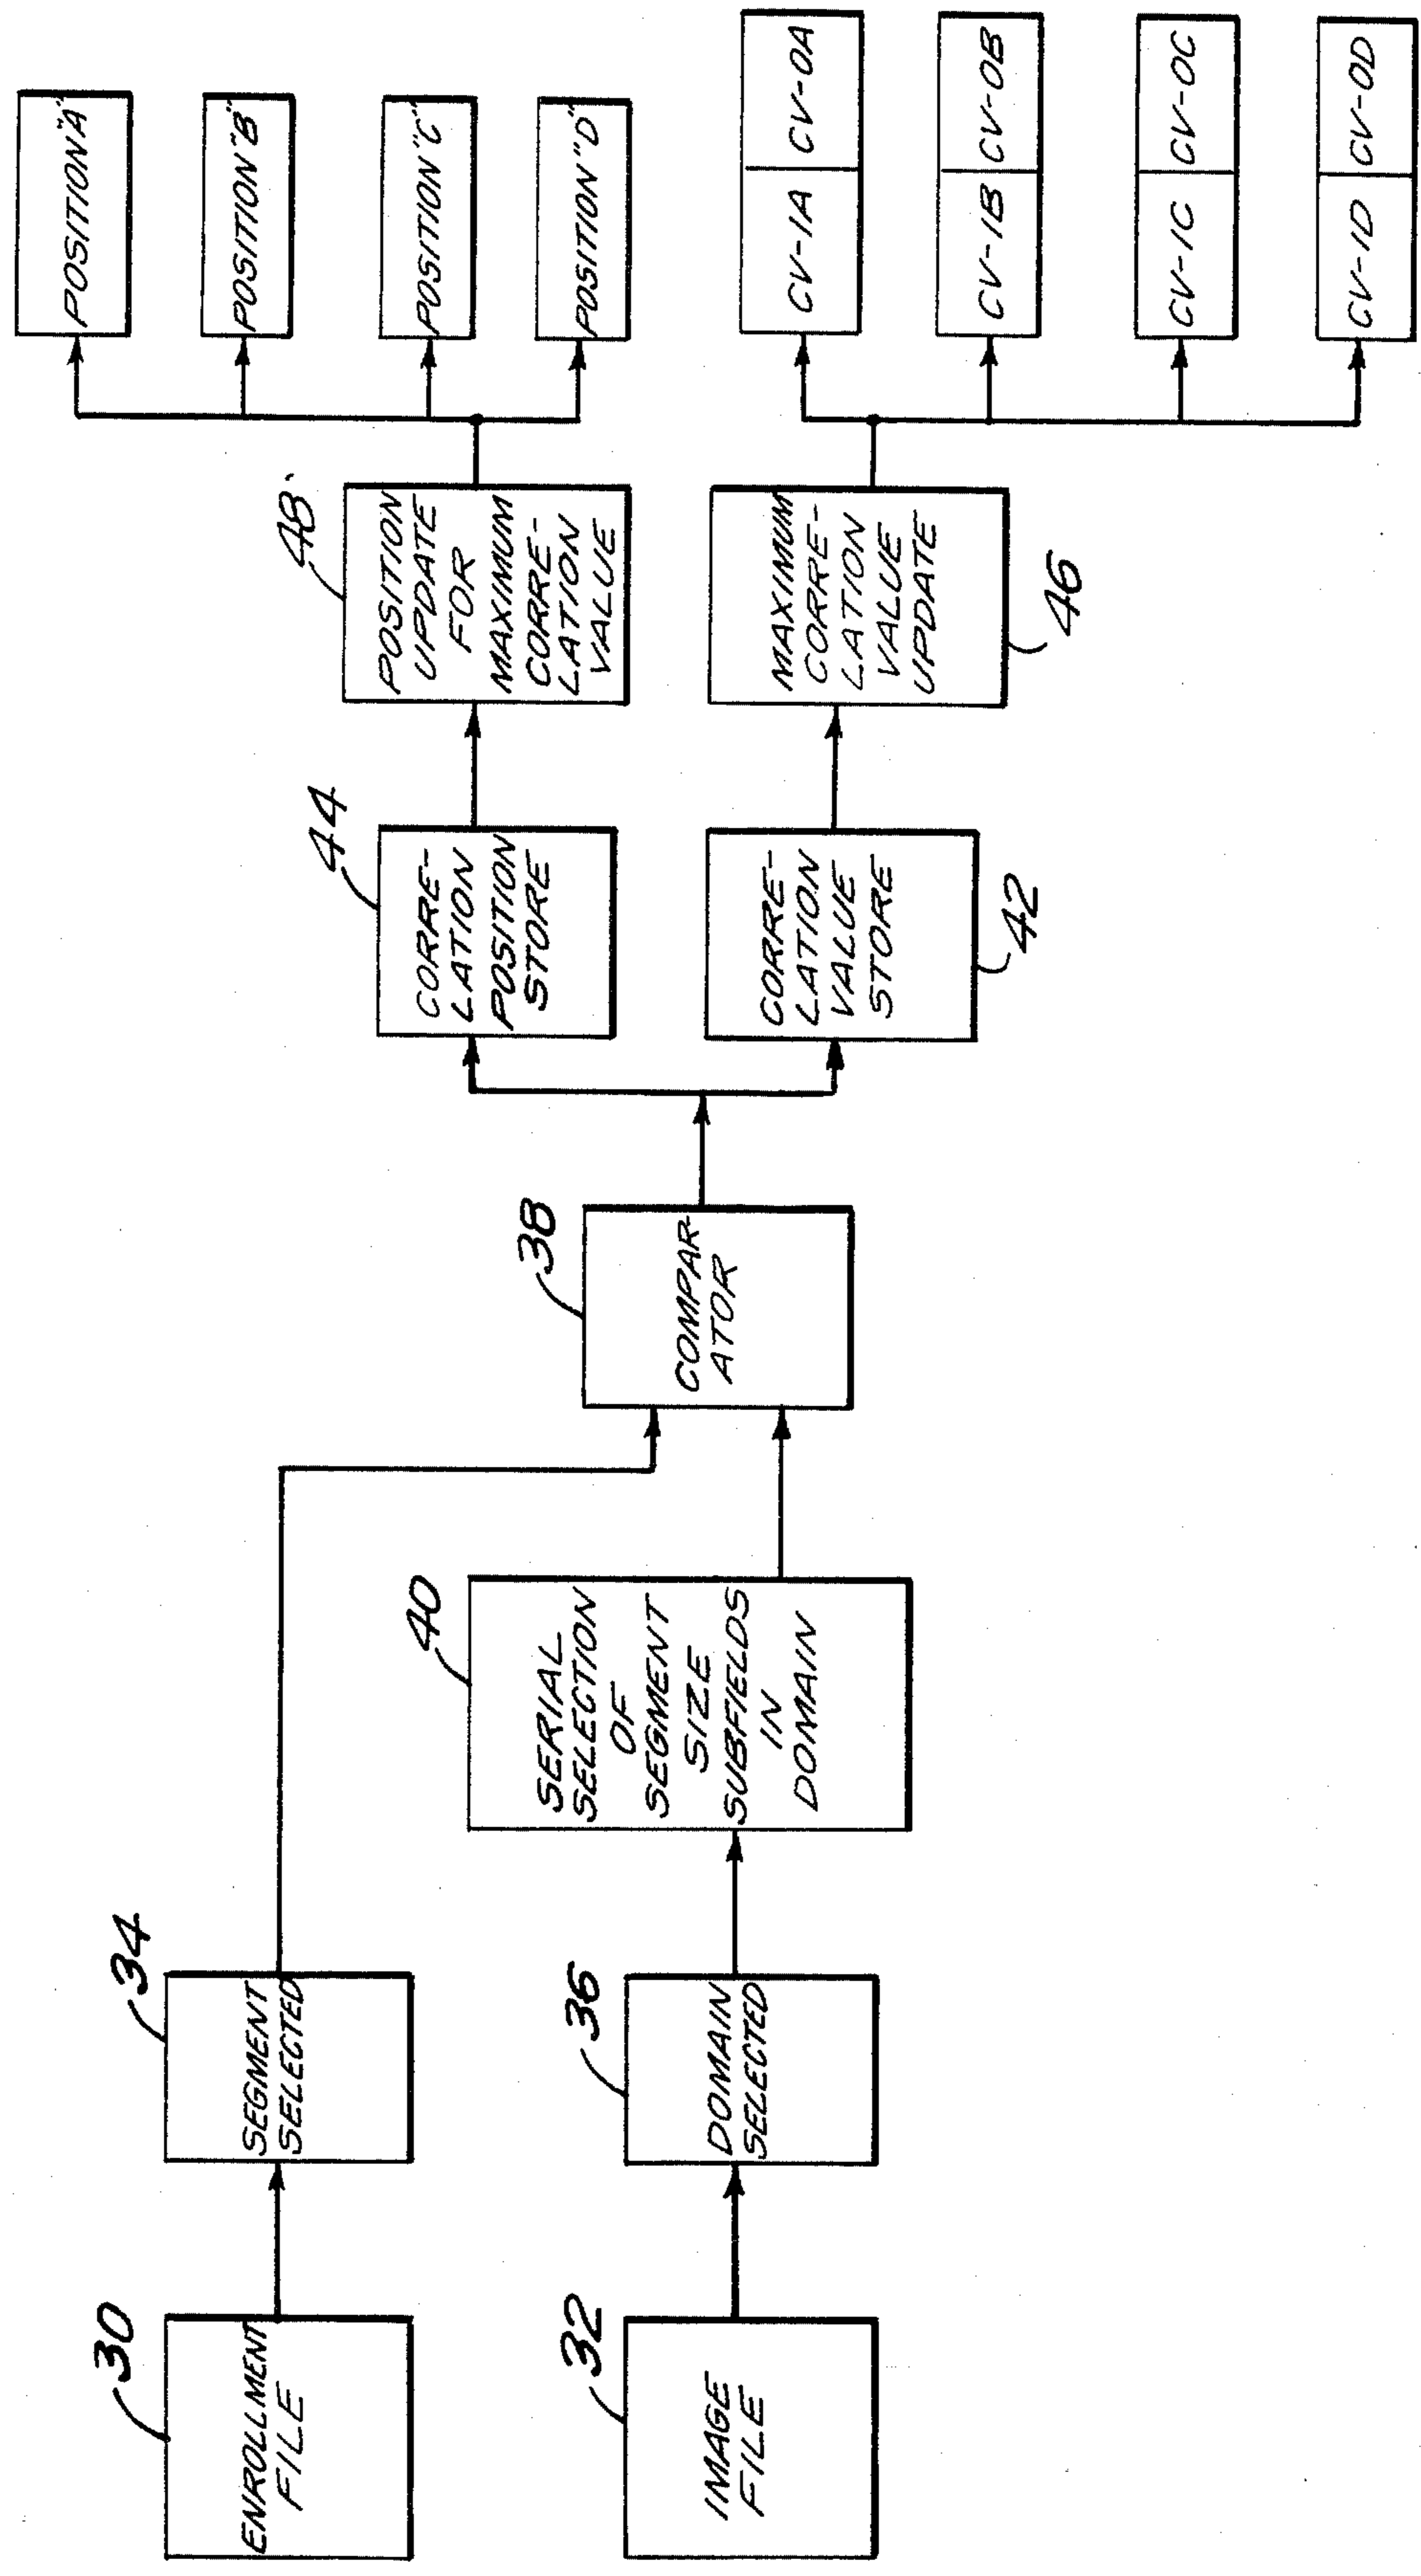 30
ENROLLMENT
FILE
34
SEGMENT
SELECTED
32
IMAGE
FILE
36
DOMAIN
SELECTED
40
SERIAL
SELECTION
OF
SEGMENT
SIZE
SUBFIELDS
IN
DOMAIN
38
COMPAR-
ATOR
44
CORRE-
LATION
POSITION
STORE
42
CORRE-
LATION
VALUE
STORE
48
POSITION
UPDATE
FOR
MAXIMUM
CORRE-
LATION
VALUE
46
MAXIMUM
CORRE-
LATION
VALUE
UPDATE
POSITION "A"
POSITION "B"
POSITION "C"
POSITION "D"
CV-1A CV-0A
CV-1B CV-0B
CV-1C CV-0C
CV-1D CV-0D